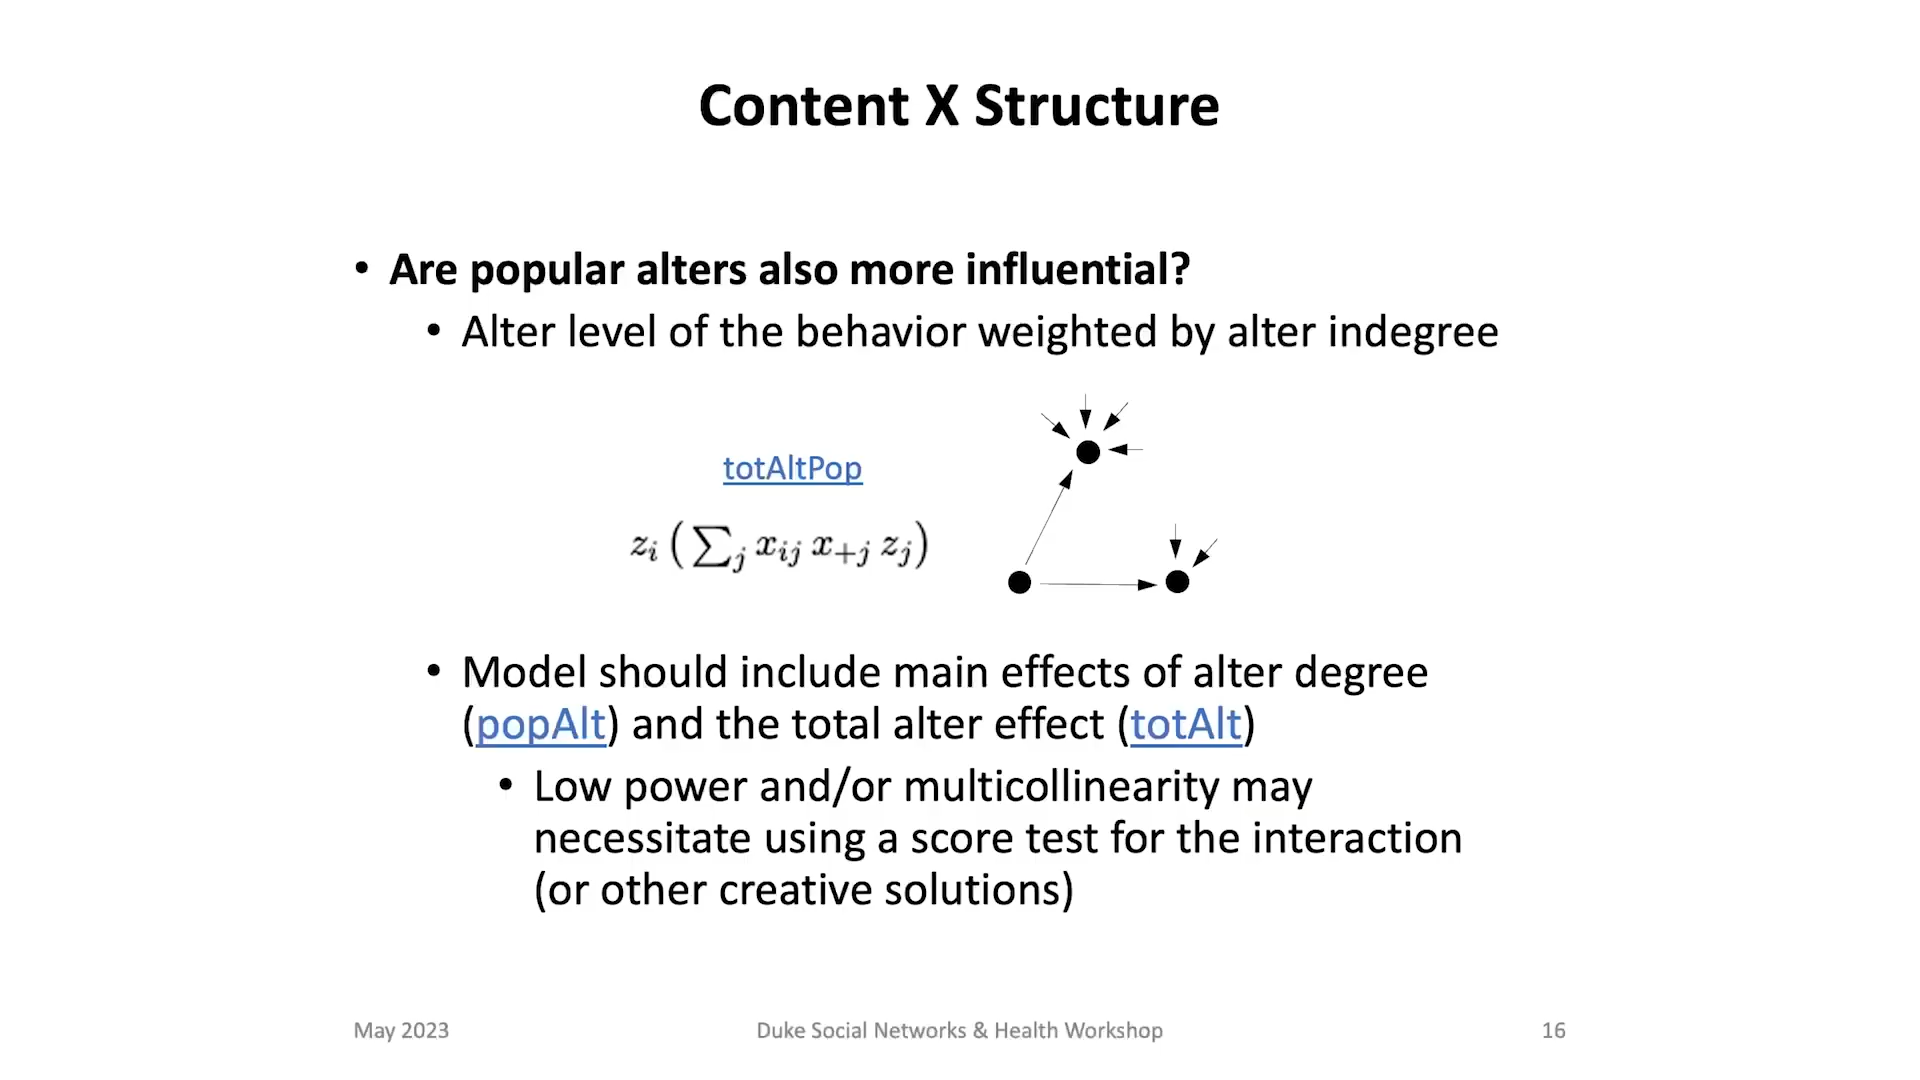 Content X Structure
• Are popular alters also more influential?
• Alter level of the behavior weighted by alter indegree
totAltPop
z_i (∑_j x_{ij} x_{+j} z_j)
• Model should include main effects of alter degree
(popAlt) and the total alter effect (totAlt)
• Low power and/or multicollinearity may
necessitate using a score test for the interaction
(or other creative solutions)
May 2023 Duke Social Networks & Health Workshop 16